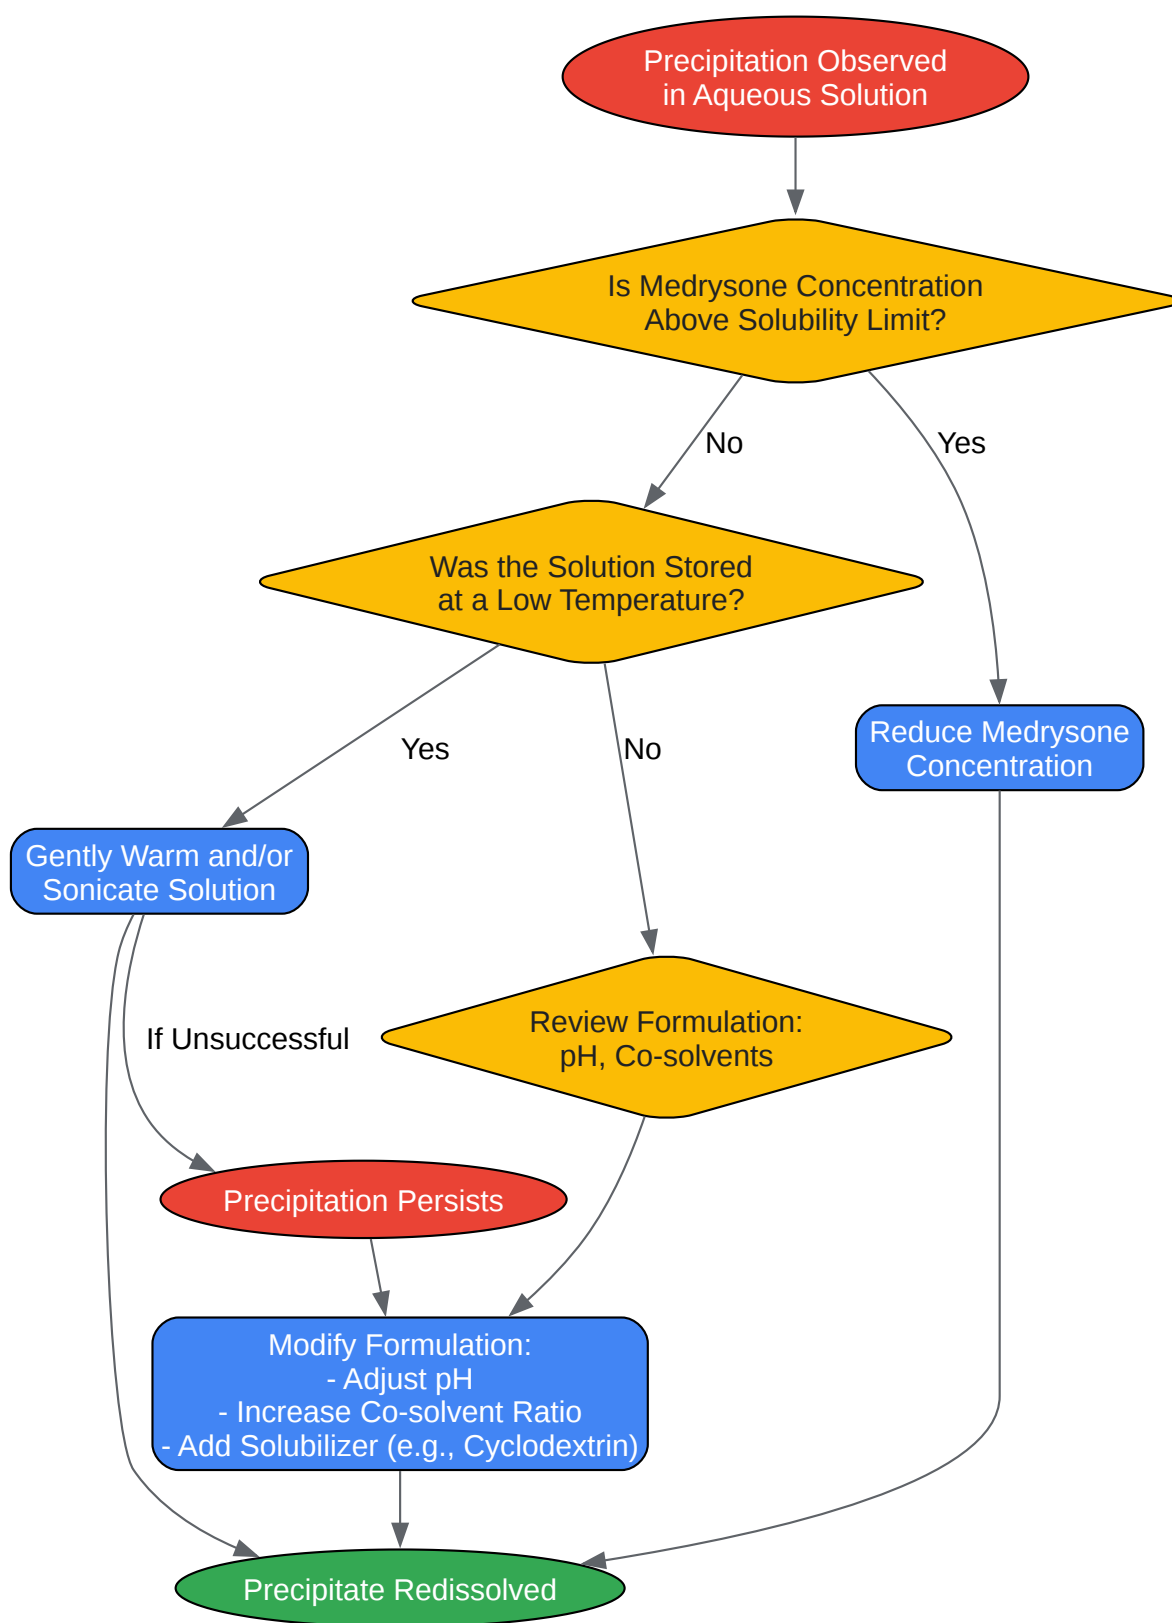 Precipitation Observed
in Aqueous Solution
Is Medrysone Concentration
Above Solubility Limit?
No
Yes
Was the Solution Stored
at a Low Temperature?
Yes
No
Reduce Medrysone
Concentration
Gently Warm and/or
Sonicate Solution
If Unsuccessful
Review Formulation:
pH, Co-solvents
Precipitation Persists
Modify Formulation:
- Adjust pH
- Increase Co-solvent Ratio
- Add Solubilizer (e.g., Cyclodextrin)
Precipitate Redissolved